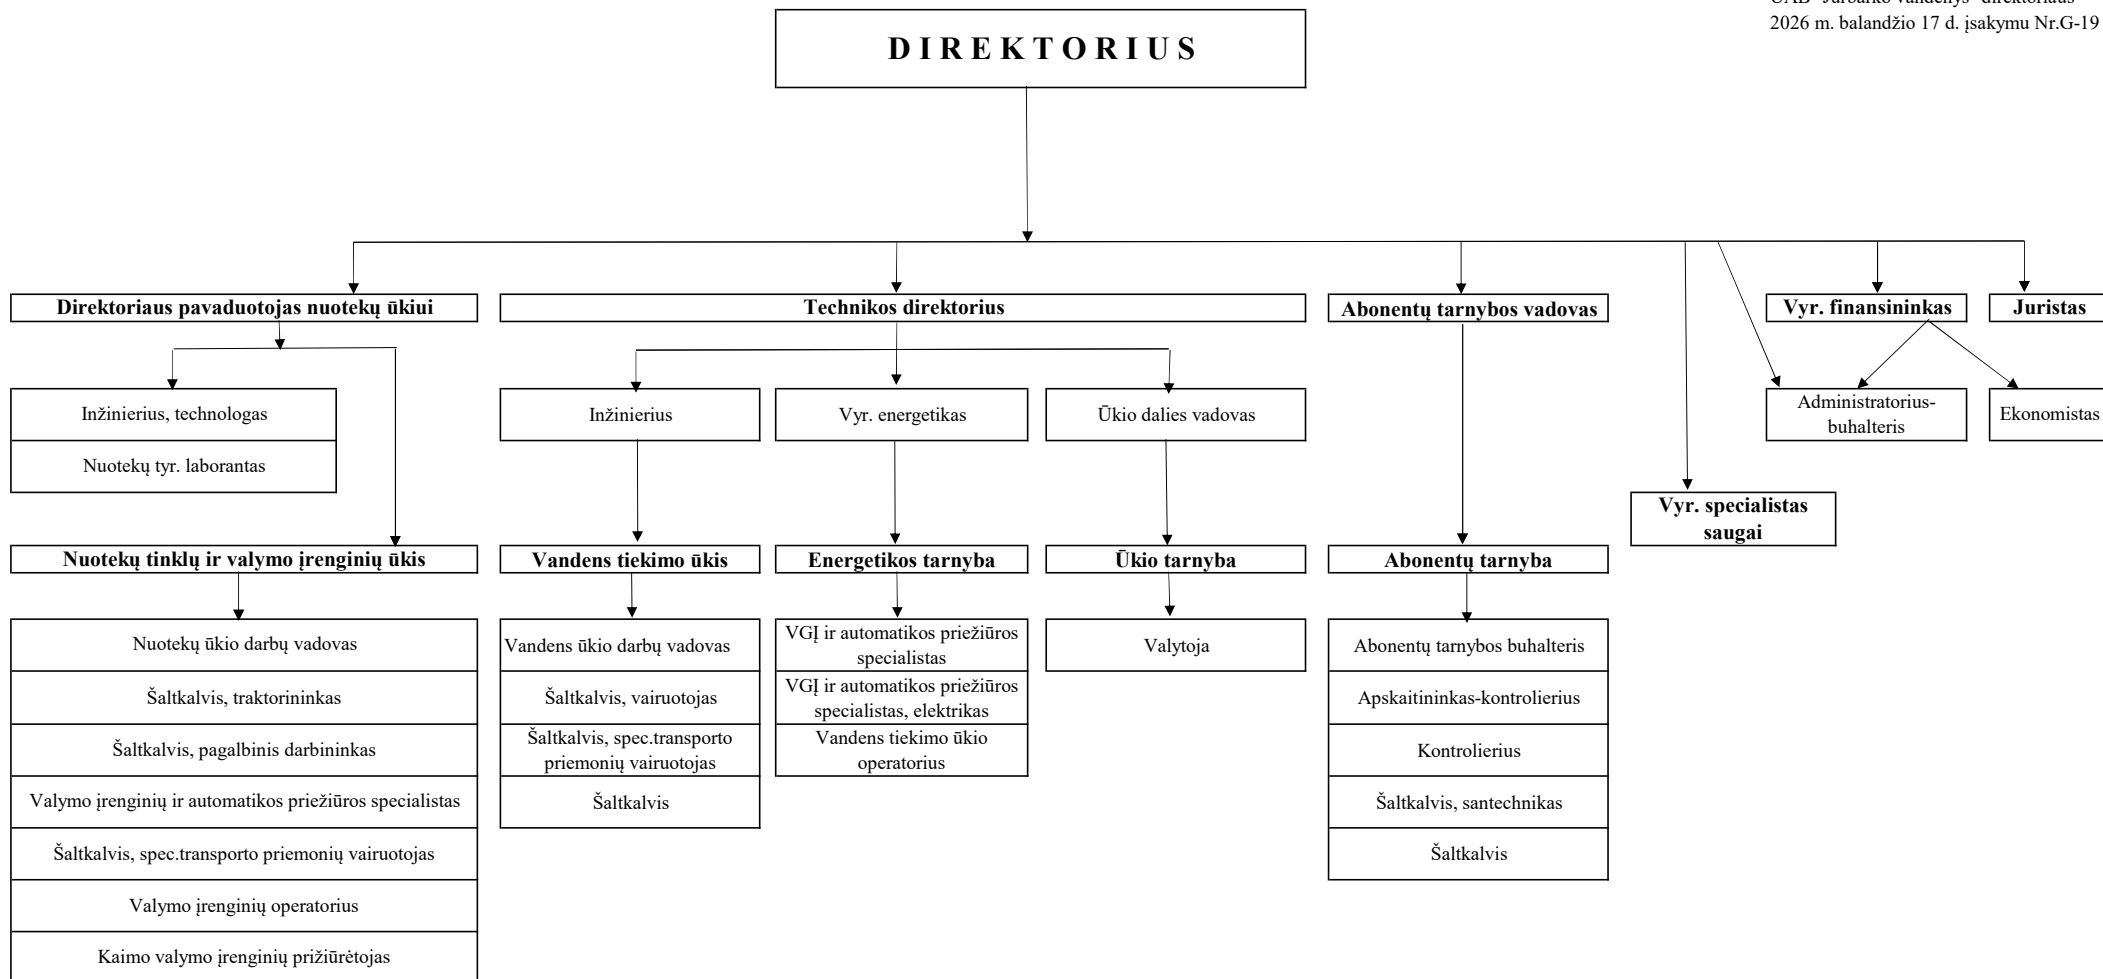 UAB "Jurbarko vandenys" direktoriaus
2026 m. balandžio 17 d. įsakymu Nr.G-19
DIREKTORIUS
Direktoriaus pavaduotojas nuotekų ūkiui
Technikos direktorius
Abonentų tarnybos vadovas
Vyr. finansininkas
Juristas
Inžinierius, technologas
Nuotekų tyr. laborantas
Inžinierius
Vyr. energetikas
Ūkio dalies vadovas
Administratorius-
buhalteris
Ekonomistas
Vyr. specialistas
saugai
Nuotekų tinklų ir valymo įrenginių ūkis
Vandens tiekimo ūkis
Energetikos tarnyba
Ūkio tarnyba
Abonentų tarnyba
Nuotekų ūkio darbų vadovas
Šaltkalvis, traktorininkas
Šaltkalvis, pagalbinis darbininkas
Valymo įrenginių ir automatikos priežiūros specialistas
Šaltkalvis, spec.transporto priemonių vairuotojas
Valymo įrenginių operatorius
Kaimo valymo įrenginių prižiūrėtojas
Vandens ūkio darbų vadovas
Šaltkalvis, vairuotojas
Šaltkalvis, spec.transporto
priemonių vairuotojas
Šaltkalvis
VGĮ ir automatikos priežiūros
specialistas
VGĮ ir automatikos priežiūros
specialistas, elektrikas
Vandens tiekimo ūkio
operatorius
Valytoja
Abonentų tarnybos buhalteris
Apskaitininkas-kontrolierius
Kontrolierius
Šaltkalvis, santechnikas
Šaltkalvis